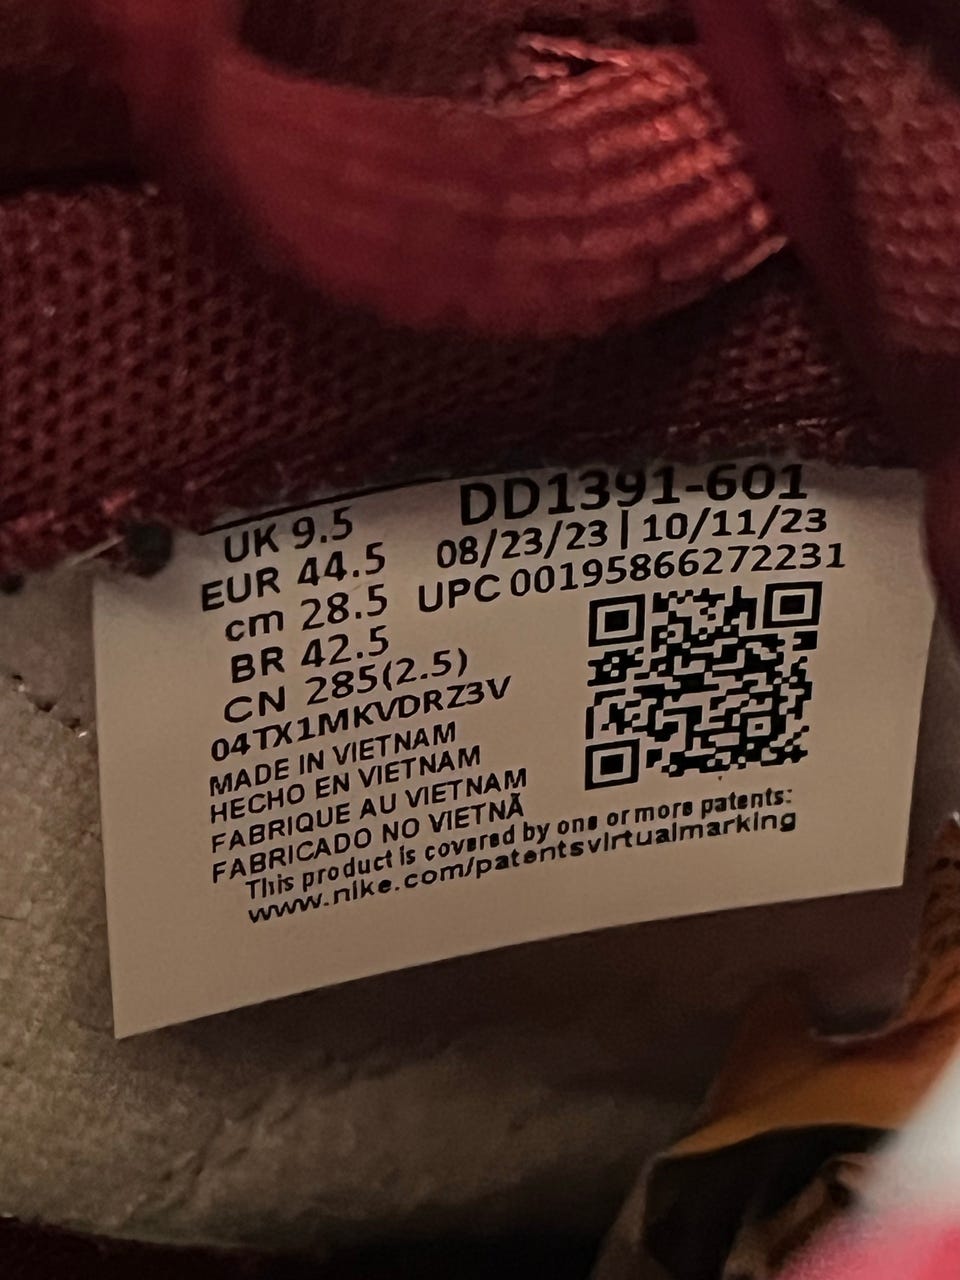 DD1391-601
UK 9.5
08/23/23 | 10/11/23
EUR 44.5
UPC 00195866272231
cm 28.5
BR 42.5
CN 285(2.5)
04TX1MKVDRZ3V
MADE IN VIETNAM
HECHO EN VIETNAM
FABRIQUE AU VIETNAM
FABRICADO NO VIETNÃ
This product is covered by one or more patents:
www.nike.com/patentsvirtualmarking